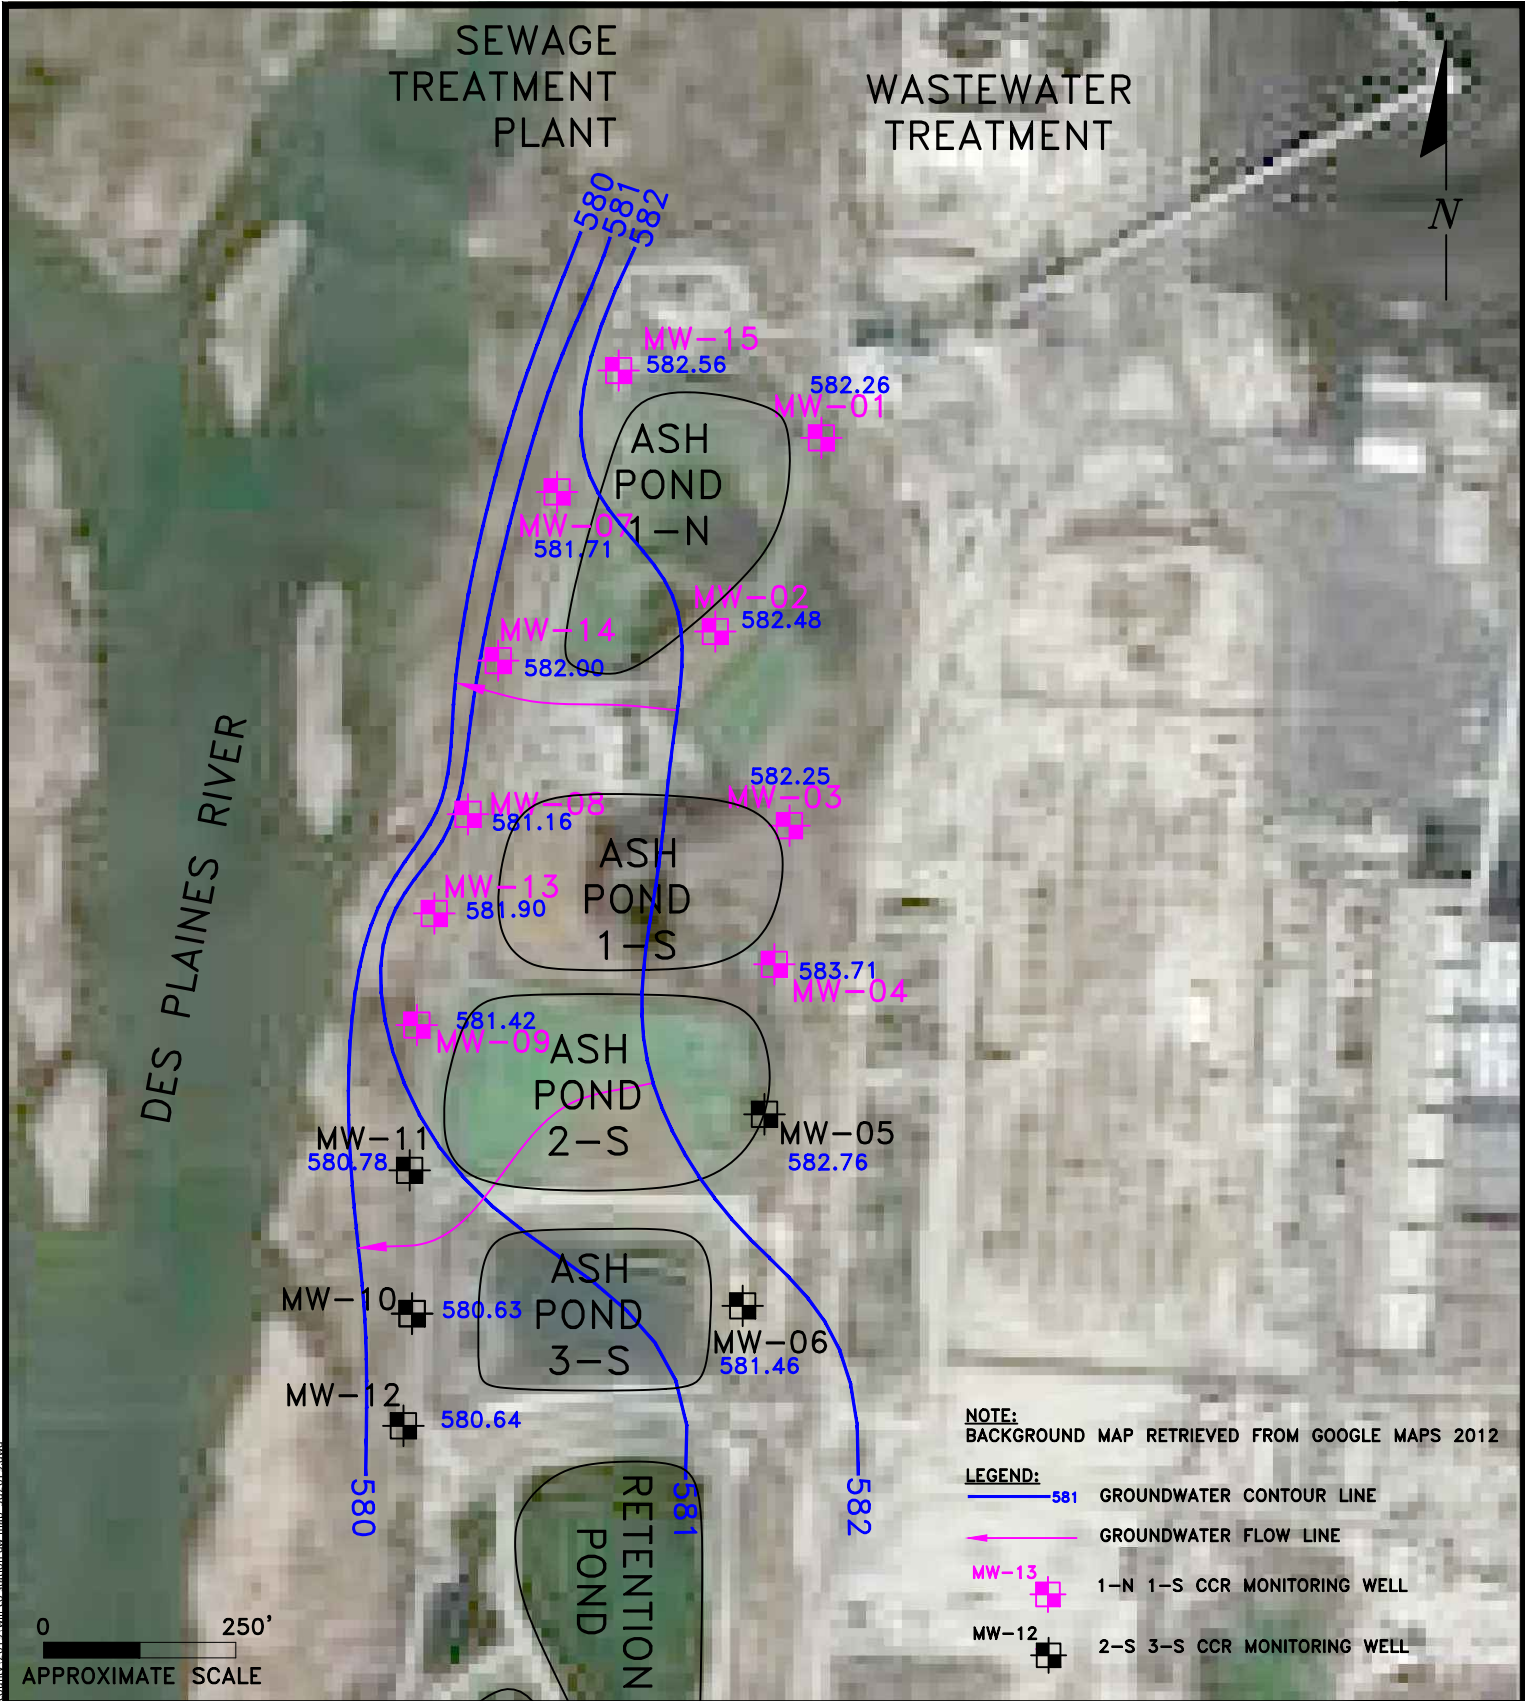 SEWAGE
TREATMENT
PLANT
WASTEWATER
TREATMENT
N
580
581
582
MW-15
582.56
582.26
MW-01
ASH
POND
1-N
MW-07
581.71
MW-02
582.48
MW-14
582.00
DES PLAINES RIVER
582.25
MW-03
MW-08
581.16
ASH
POND
1-S
MW-13
581.90
583.71
MW-04
581.42
MW-09
ASH
POND
2-S
MW-05
582.76
MW-11
580.78
ASH
POND
3-S
MW-10
580.63
MW-06
581.46
MW-12
580.64
580
581
582
RETENTION
POND
NOTE:
BACKGROUND MAP RETRIEVED FROM GOOGLE MAPS 2012
LEGEND:
581 GROUNDWATER CONTOUR LINE
GROUNDWATER FLOW LINE
MW-13
1-N 1-S CCR MONITORING WELL
MW-12
2-S 3-S CCR MONITORING WELL
0 250'
APPROXIMATE SCALE